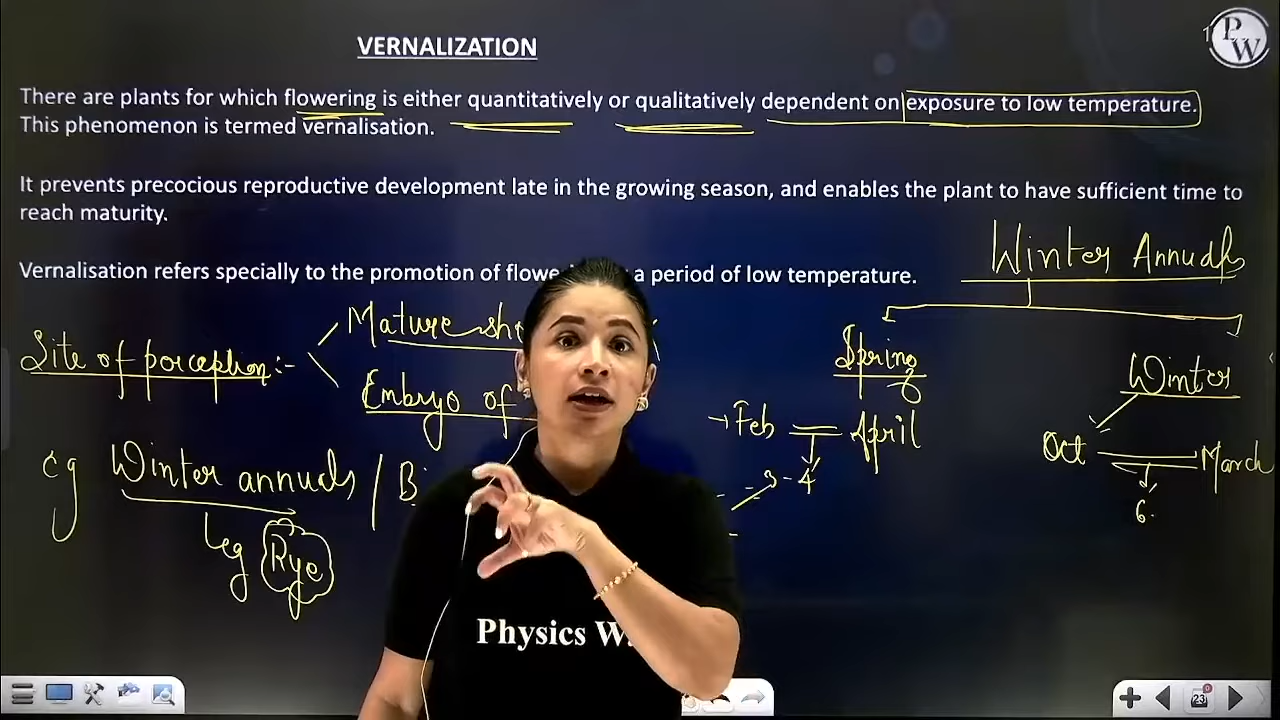 VERNALIZATION
PW
There are plants for which flowering is either quantitatively or qualitatively dependent on exposure to low temperature.
This phenomenon is termed vernalisation.
It prevents precocious reproductive development late in the growing season, and enables the plant to have sufficient time to
reach maturity.
Winter Annuals
Vernalisation refers specially to the promotion of a period of low temperature.
Site of perception:-
Mature
Embryo of
Spring
Winter
Feb April
3-4
Oct March
6
eg Winter annuals / B
eg Rye
Physics W
23